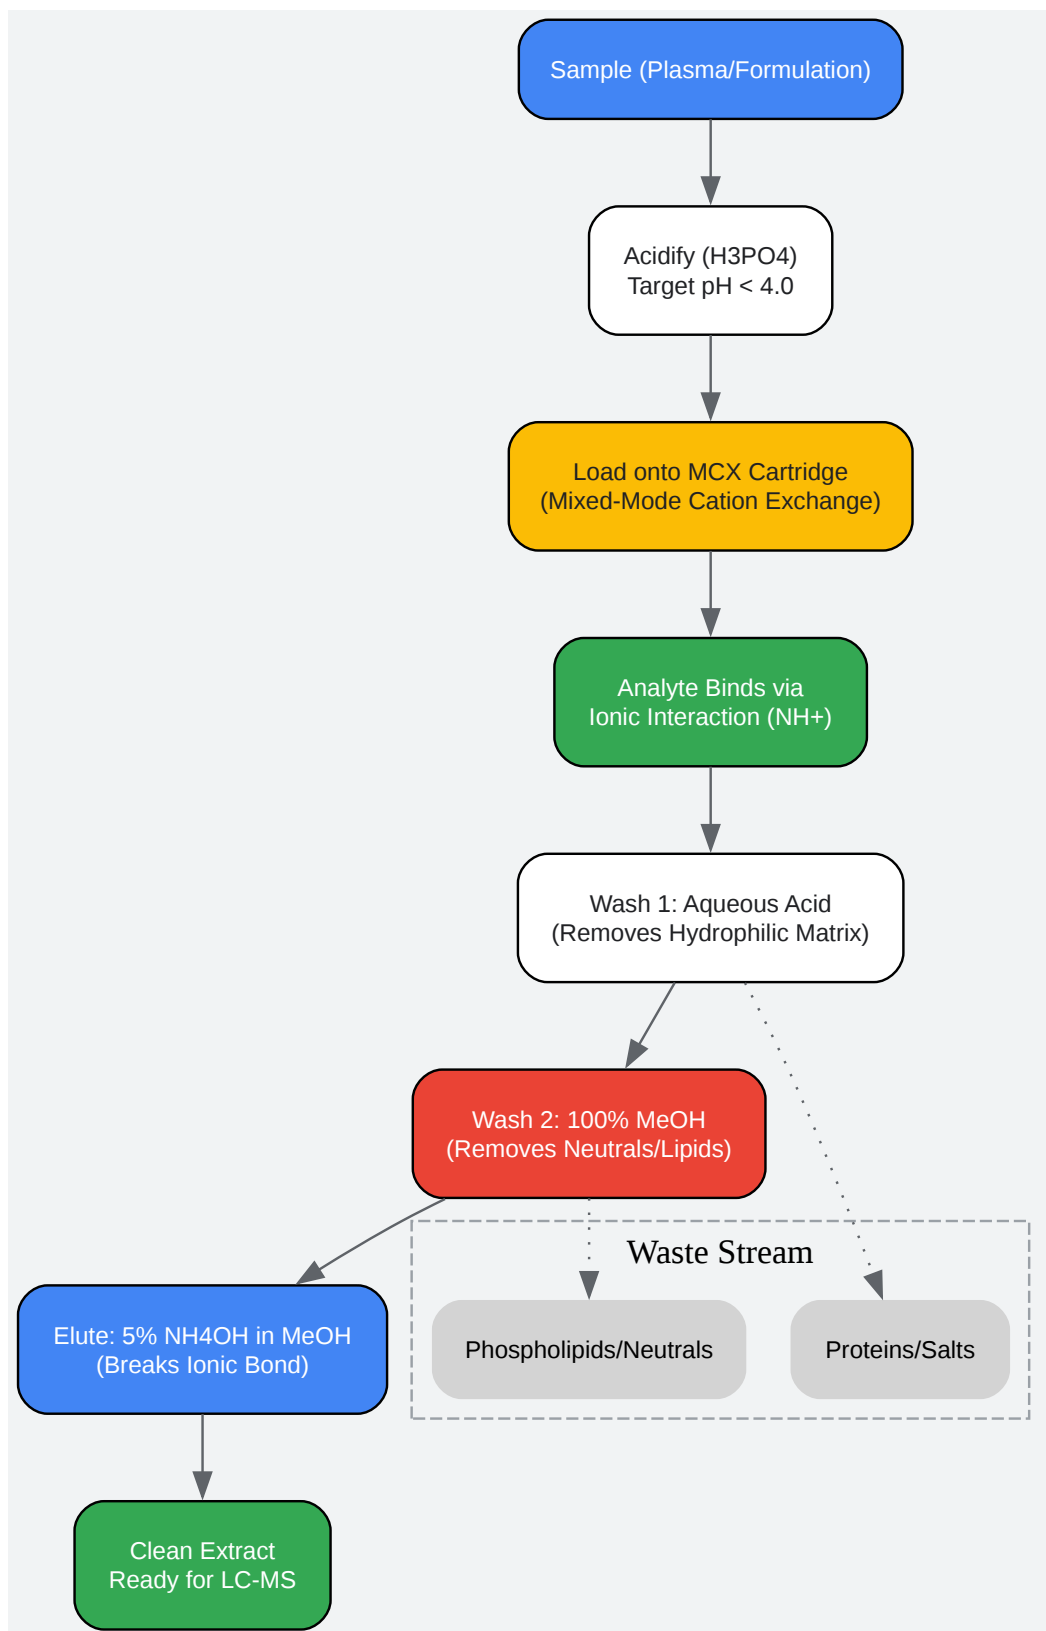 Sample (Plasma/Formulation)
Acidify (H3PO4)
Target pH < 4.0
Load onto MCX Cartridge
(Mixed-Mode Cation Exchange)
Analyte Binds via
Ionic Interaction (NH+)
Wash 1: Aqueous Acid
(Removes Hydrophilic Matrix)
Wash 2: 100% MeOH
(Removes Neutrals/Lipids)
Waste Stream
Elute: 5% NH4OH in MeOH
(Breaks Ionic Bond)
Phospholipids/Neutrals
Proteins/Salts
Clean Extract
Ready for LC-MS